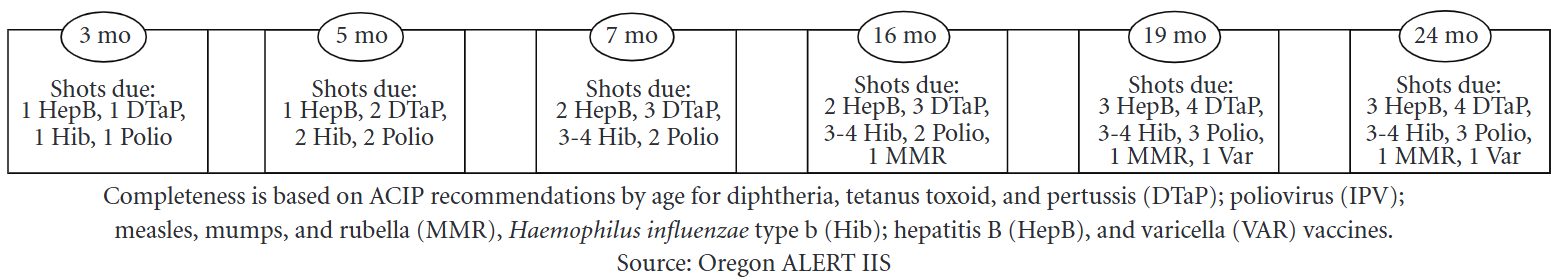 3 mo
Shots due:
1 HepB, 1 DTaP,
1 Hib, 1 Polio
5 mo
Shots due:
1 HepB, 2 DTaP,
2 Hib, 2 Polio
7 mo
Shots due:
2 HepB, 3 DTaP,
3-4 Hib, 2 Polio
16 mo
Shots due:
2 HepB, 3 DTaP,
3-4 Hib, 2 Polio,
1 MMR
19 mo
Shots due:
3 HepB, 4 DTaP,
3-4 Hib, 3 Polio,
1 MMR, 1 Var
24 mo
Shots due:
3 HepB, 4 DTaP,
3-4 Hib, 3 Polio,
1 MMR, 1 Var
Completeness is based on ACIP recommendations by age for diphtheria, tetanus toxoid, and pertussis (DTaP); poliovirus (IPV);
measles, mumps, and rubella (MMR), Haemophilus influenzae type b (Hib); hepatitis B (HepB), and varicella (VAR) vaccines.
Source: Oregon ALERT IIS